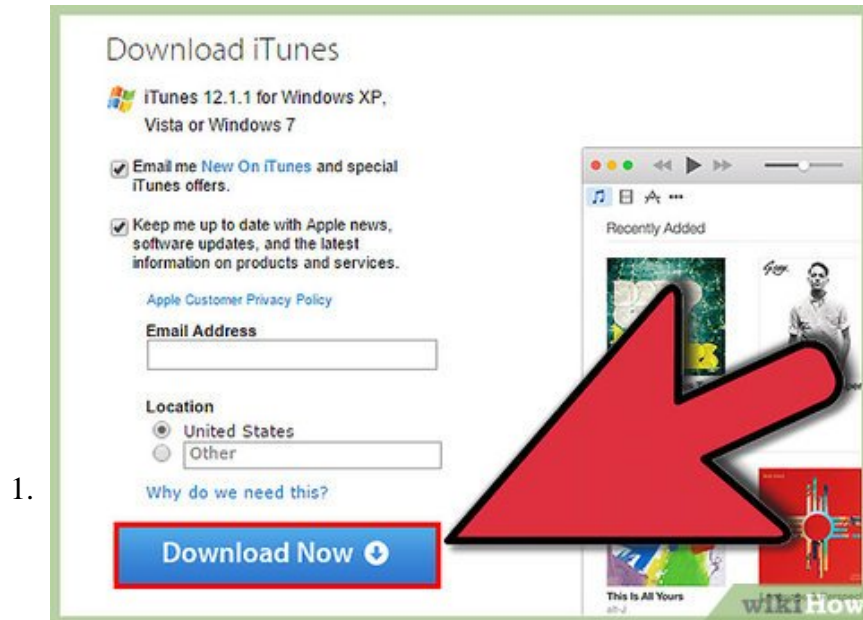 Download iTunes
iTunes 12.1.1 for Windows XP,
Vista or Windows 7
Email me New On iTunes and special
iTunes offers.
Keep me up to date with Apple news,
software updates, and the latest
information on products and services.
Apple Customer Privacy Policy
Email Address
Location
United States
Other
1.
Why do we need this?
Download Now
Recently Added
This Is All Yours
alt-J
wikiHow